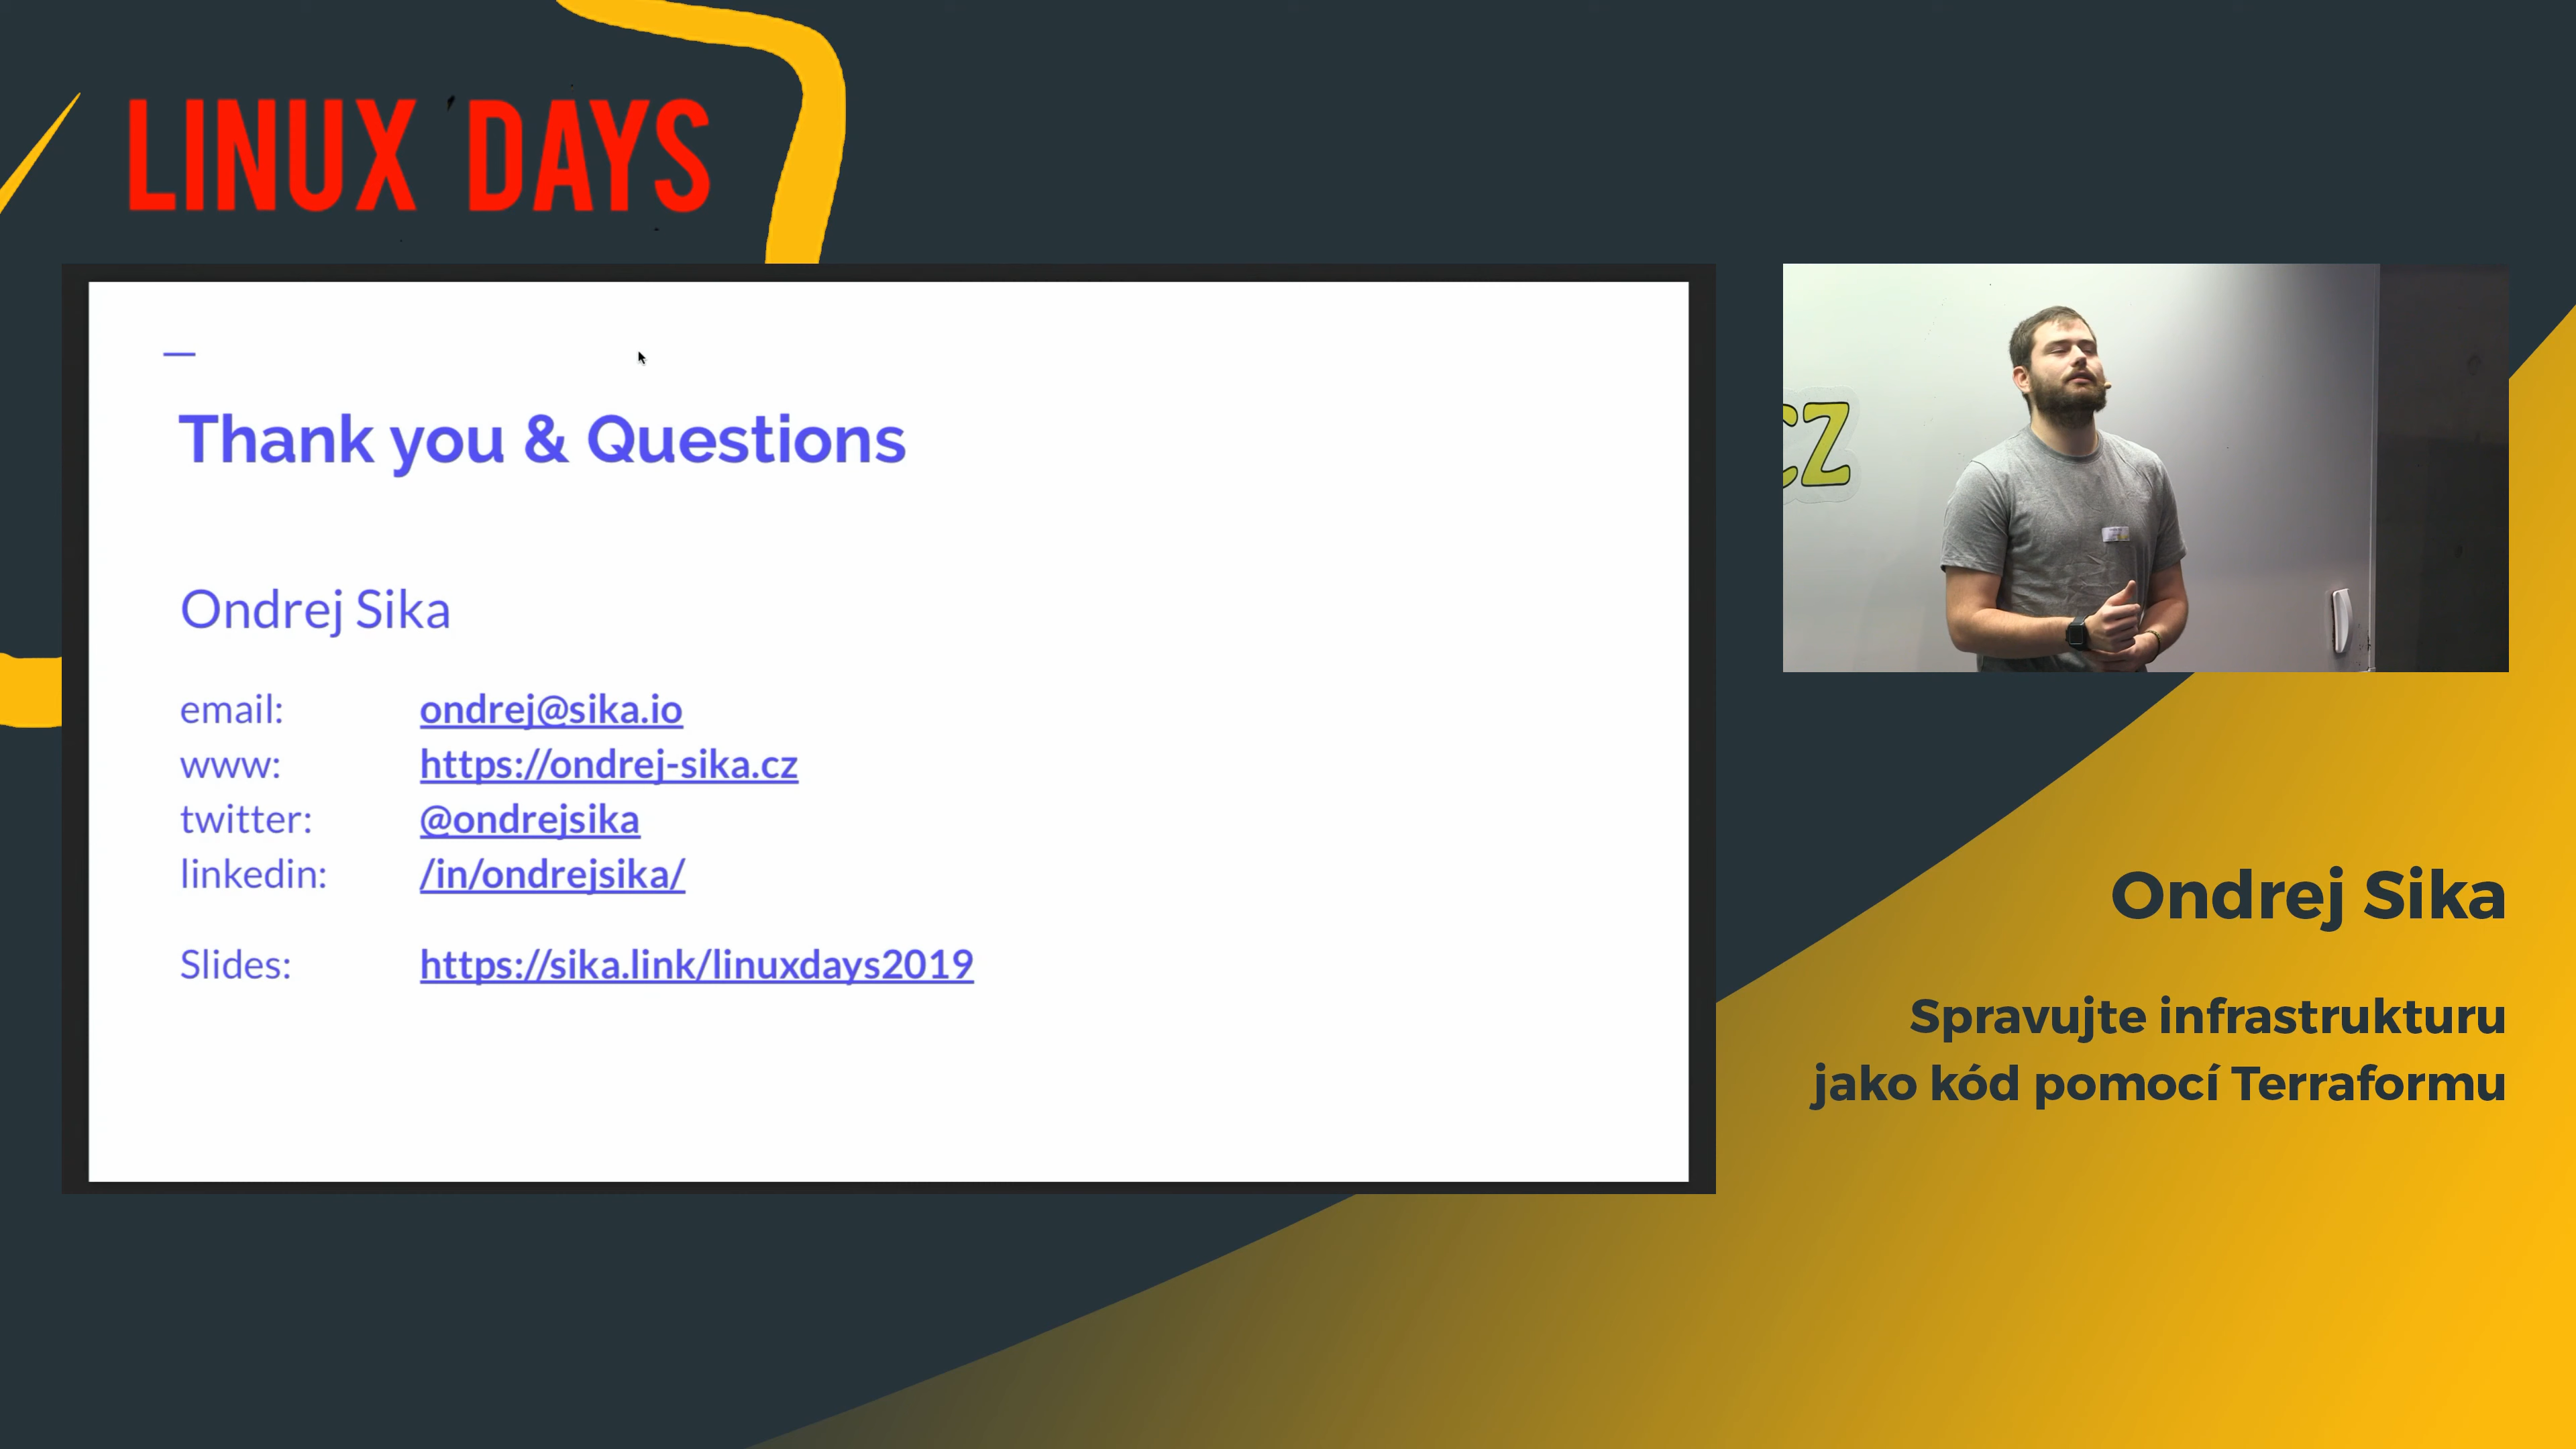 LINUX DAYS
Thank you & Questions
Ondrej Sika
email: ondrej@sika.io
www: https://ondrej-sika.cz
twitter: @ondrejsika
linkedin: /in/ondrejsika/
Slides: https://sika.link/linuxdays2019
CZ
Ondrej Sika
Spravujte infrastrukturu
jako kód pomocí Terraformu